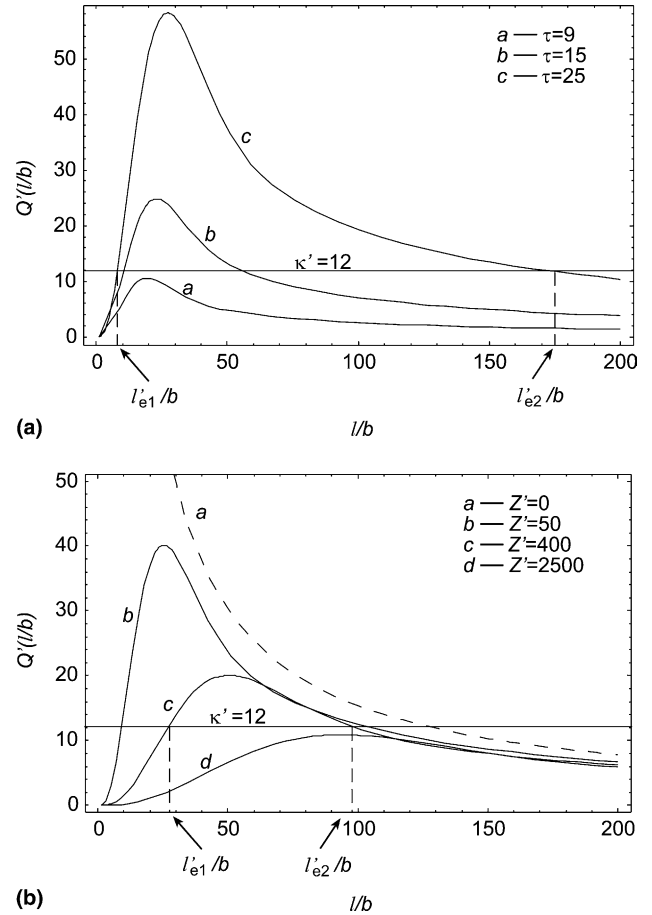 50
40
30
20
10
0
Q'(l/b)
a — τ=9
b — τ=15
c — τ=25
c
b
κ'=12
a
0 50 100 150 200
l'e1/b
l'e2/b
(a)
l/b
50
40
30
20
10
0
Q'(l/b)
a — Z'=0
b — Z'=50
c — Z'=400
d — Z'=2500
a
b
c
κ'=12
d
0 50 100 150 200
l'e1/b
l'e2/b
(b)
l/b